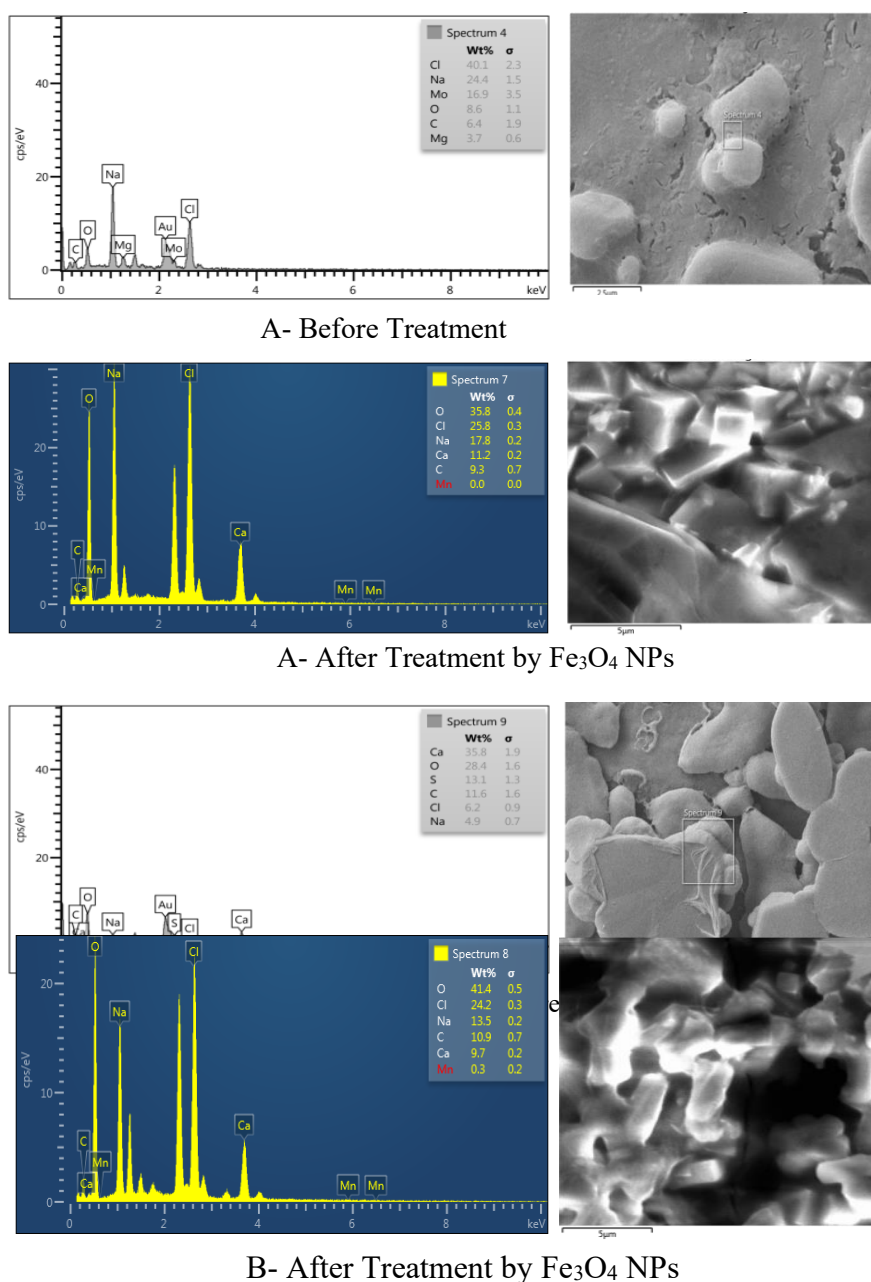 Spectrum 4
Wt% σ
Cl 40.1 2.3
Na 24.4 1.5
Mo 16.9 3.5
O 8.6 1.1
C 6.4 1.9
Mg 3.7 0.6
cps/eV
40
20
0
C O Na Mg Au Mo Cl
0 2 4 6 8 keV
Spectrum 4
2.5µm
A- Before Treatment
Spectrum 7
Wt% σ
O 35.8 0.4
Cl 25.8 0.3
Na 17.8 0.2
Ca 11.2 0.2
C 9.3 0.7
Mn 0.0 0.0
cps/eV
20
10
0
C Ca O Mn Na Cl Ca Mn Mn
0 2 4 6 8 keV
5µm
A- After Treatment by Fe₃O₄ NPs
Spectrum 9
Wt% σ
Ca 35.8 1.9
O 28.4 1.6
S 13.1 1.3
C 11.6 1.6
Cl 6.2 0.9
Na 4.9 0.7
cps/eV
40
20
C O Na Au S Cl Ca
Spectrum 9
e
Spectrum 8
Wt% σ
O 41.4 0.5
Cl 24.2 0.3
Na 13.5 0.2
C 10.9 0.7
Ca 9.7 0.2
Mn 0.3 0.2
cps/eV
20
10
0
C Ca O Mn Na Cl Ca Mn Mn
0 2 4 6 8 keV
5µm
B- After Treatment by Fe₃O₄ NPs